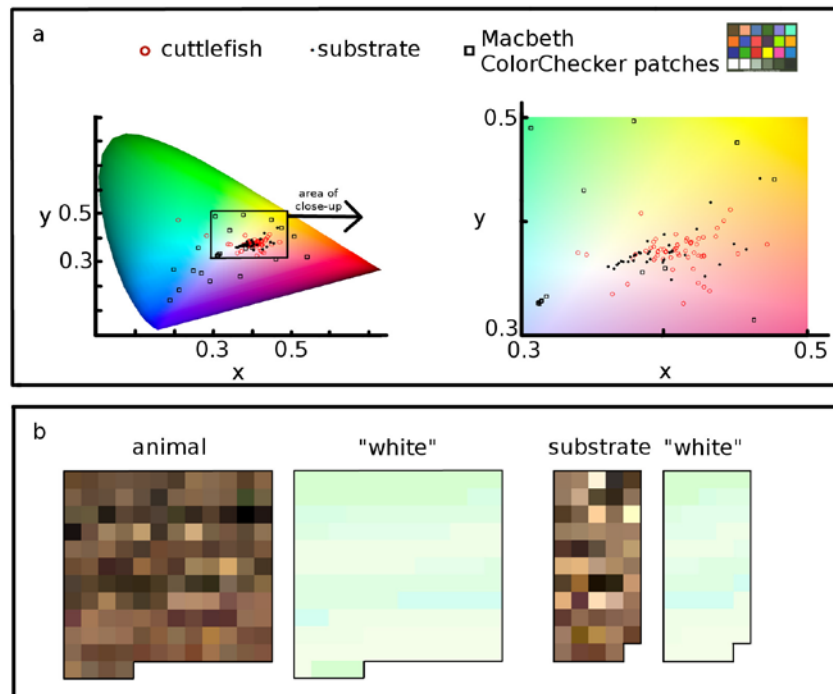 a
cuttlefish
substrate
Macbeth
ColorChecker patches
area of
close-up
y
0.5
0.3
0.3
0.5
x
0.5
y
0.3
0.3
x
0.5
b
animal
"white"
substrate
"white"